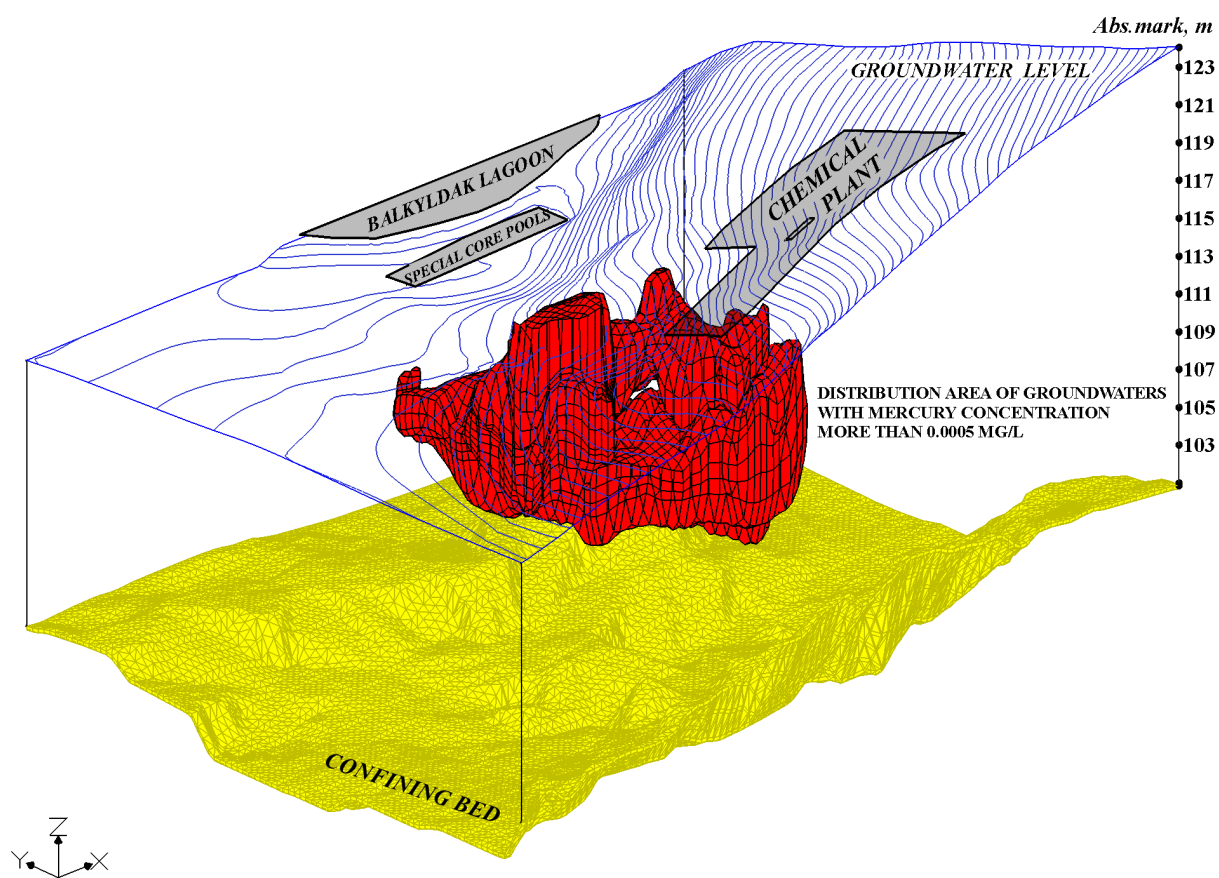 Abs.mark, m
GROUNDWATER LEVEL
123
121
119
117
115
113
111
109
107
105
103
BALKYLDAK LAGOON
SPECIAL CORE POOLS
CHEMICAL
PLANT
DISTRIBUTION AREA OF GROUNDWATERS
WITH MERCURY CONCENTRATION
MORE THAN 0.0005 MG/L
CONFINING BED
Z
Y
X